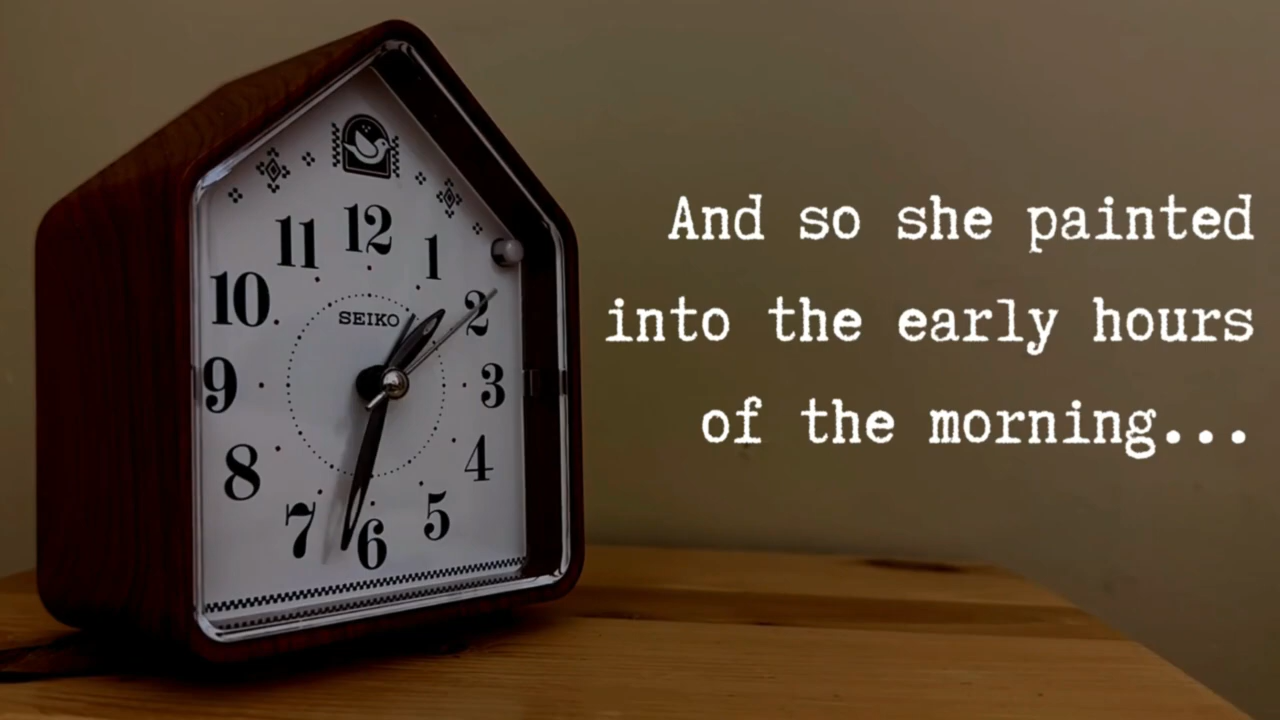 11 12 1
10 2
SEIKO
9 3
8 4
7 6 5
And so she painted
into the early hours
of the morning...